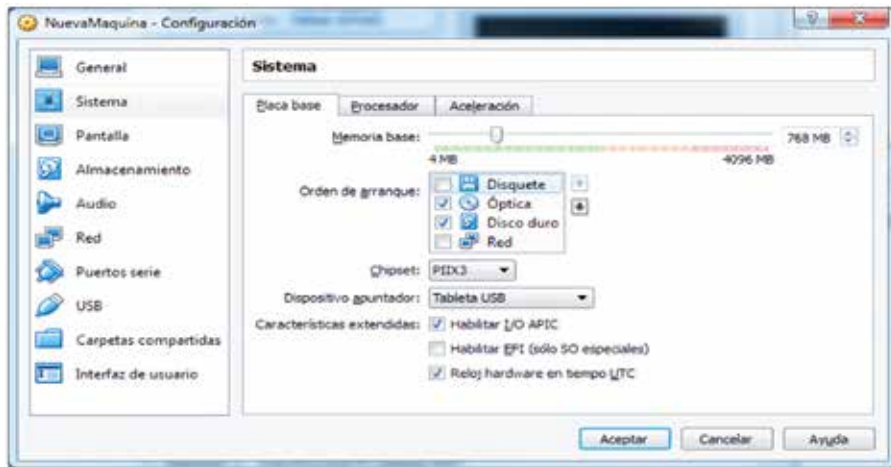 NuevaMaquina - Configuración
General
Sistema
Pantalla
Almacenamiento
Audio
Red
Puertos serie
USB
Carpetas compartidas
Interfaz de usuario
Sistema
Placa base Procesador Aceleración
Memoria base: 768 MB
4 MB 4096 MB
Orden de arranque: Disquete
Óptica
Disco duro
Red
Chipset: PIIX3
Dispositivo apuntador: Tableta USB
Características extendidas: Habilitar I/O APIC
Habilitar EFI (sólo SO especiales)
Reloj hardware en tiempo UTC
Aceptar Cancelar Ayuda